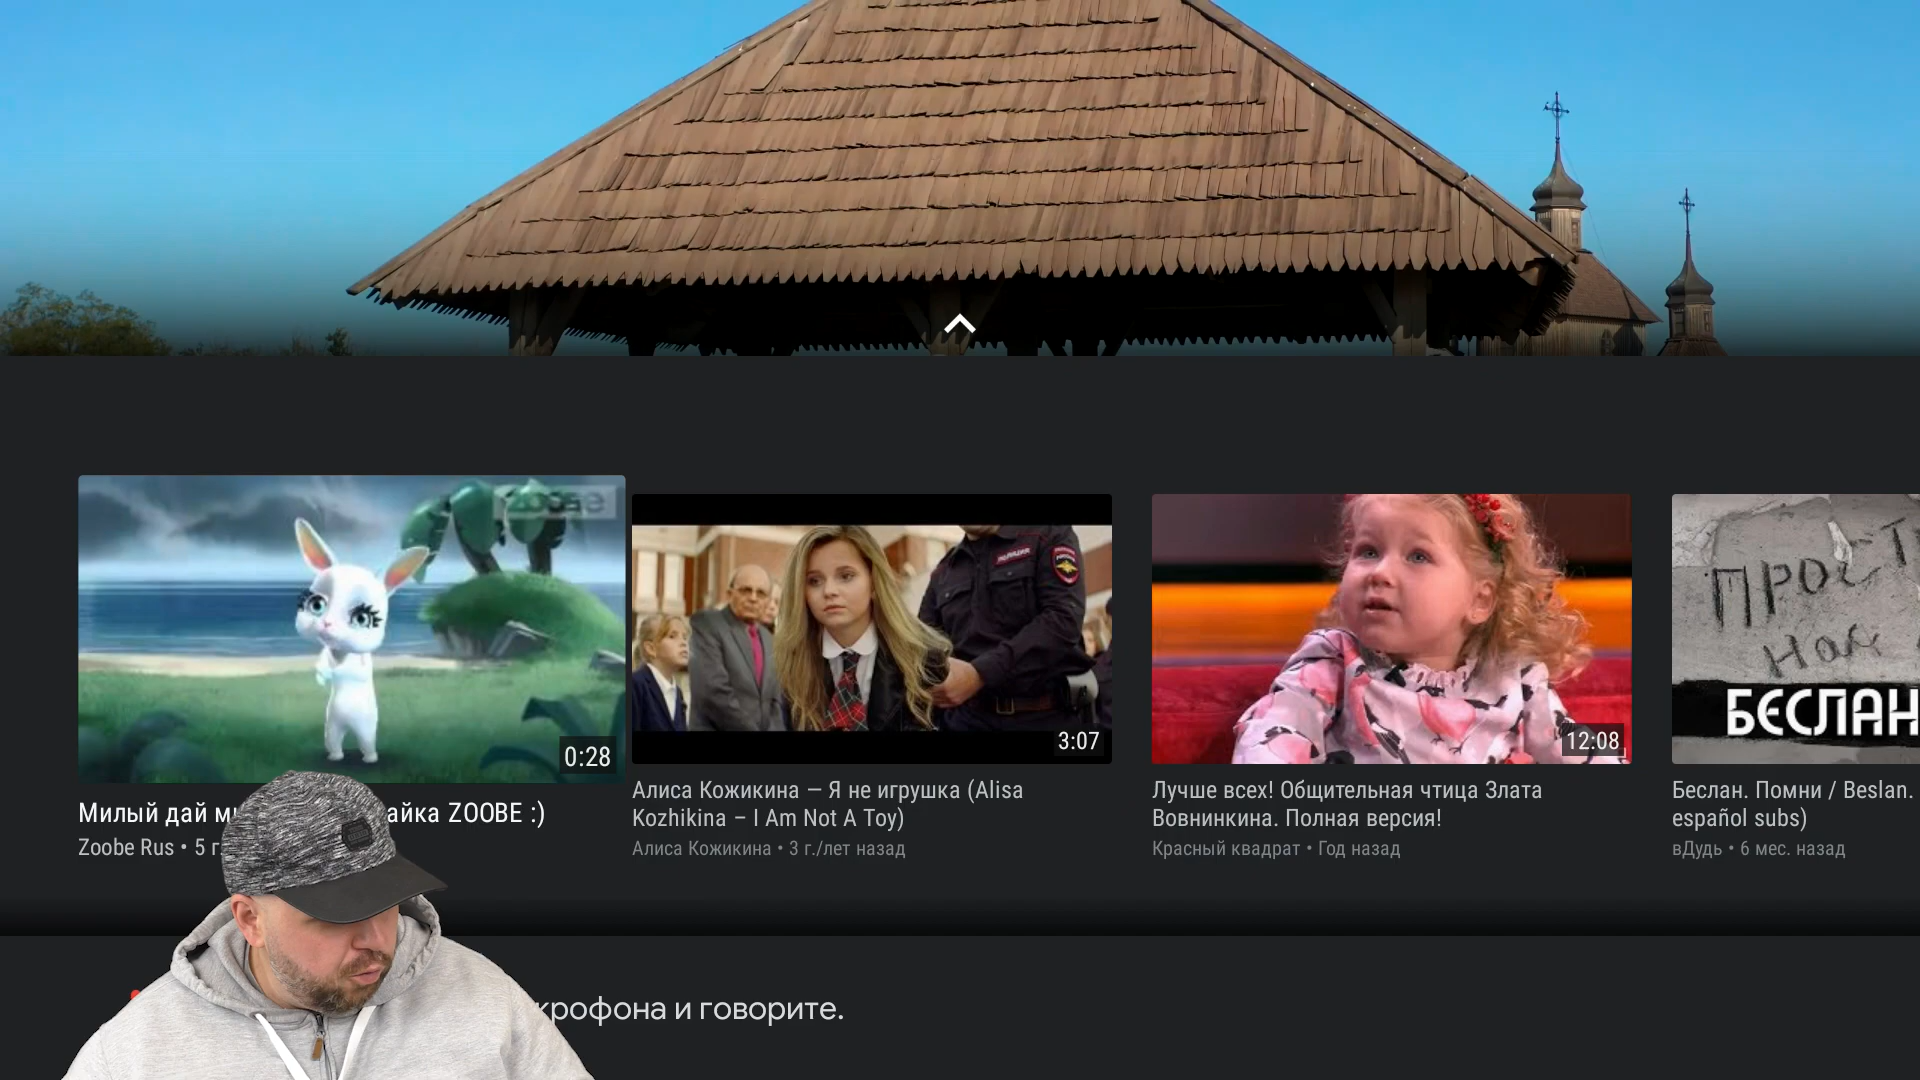 zoobe
0:28
Милый дай
айка ZOOBE :)
Zoobe Rus • 5 г.
ПОЛИЦИЯ
3:07
Алиса Кожикина — Я не игрушка (Alisa
Kozhikina – I Am Not A Toy)
Алиса Кожикина • 3 г./лет назад
12:08
Лучше всех! Общительная чтица Злата
Вовнинкина. Полная версия!
Красный квадрат • Год назад
БЕСЛАН
Беслан. Помни / Beslan.
español subs)
вДудь • 6 мес. назад
крофона и говорите.